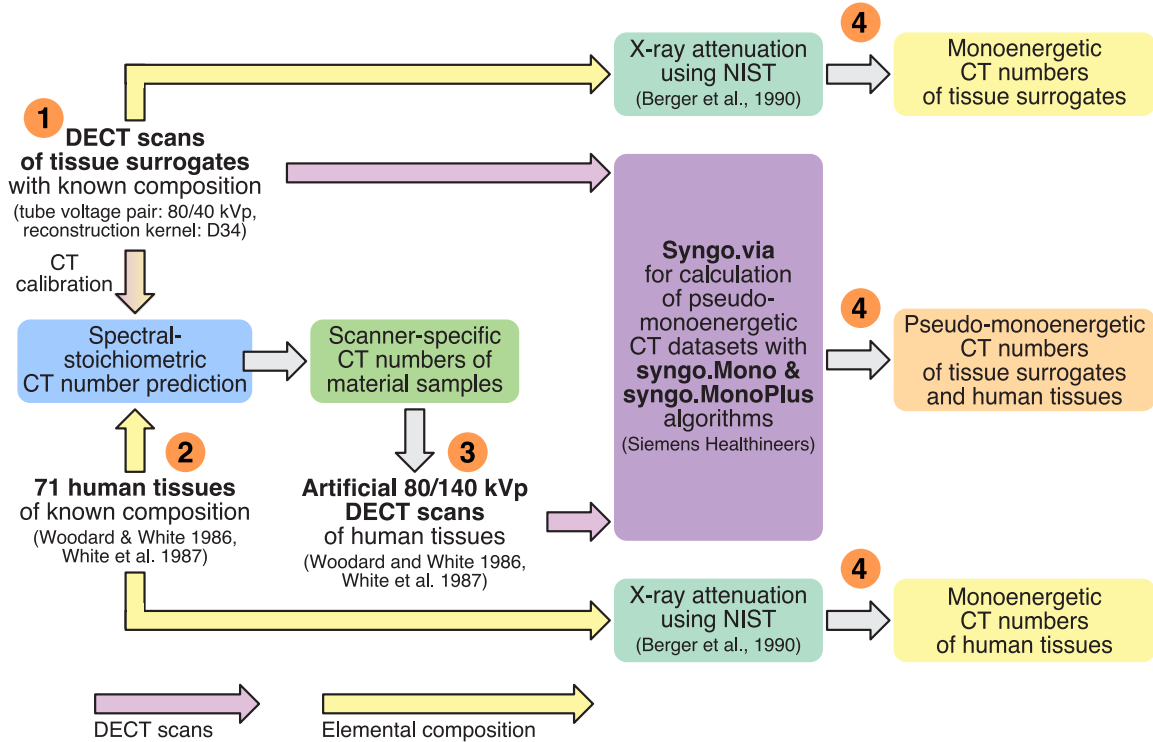 4
X-ray attenuation
using NIST
(Berger et al., 1990)
Monoenergetic
CT numbers
of tissue surrogates
1
DECT scans
of tissue surrogates
with known composition
(tube voltage pair: 80/40 kVp,
reconstruction kernel: D34)
CT
calibration
Syngo.via
for calculation
of pseudo-
monoenergetic
CT datasets with
syngo.Mono &
syngo.MonoPlus
algorithms
(Siemens Healthineers)
4
Pseudo-monoenergetic
CT numbers
of tissue surrogates
and human tissues
Spectral-
stoichiometric
CT number prediction
Scanner-specific
CT numbers of
material samples
2
71 human tissues
of known composition
(Woodard & White 1986,
White et al. 1987)
3
Artificial 80/140 kVp
DECT scans
of human tissues
(Woodard and White 1986,
White et al. 1987)
4
X-ray attenuation
using NIST
(Berger et al., 1990)
Monoenergetic
CT numbers
of human tissues
DECT scans
Elemental composition